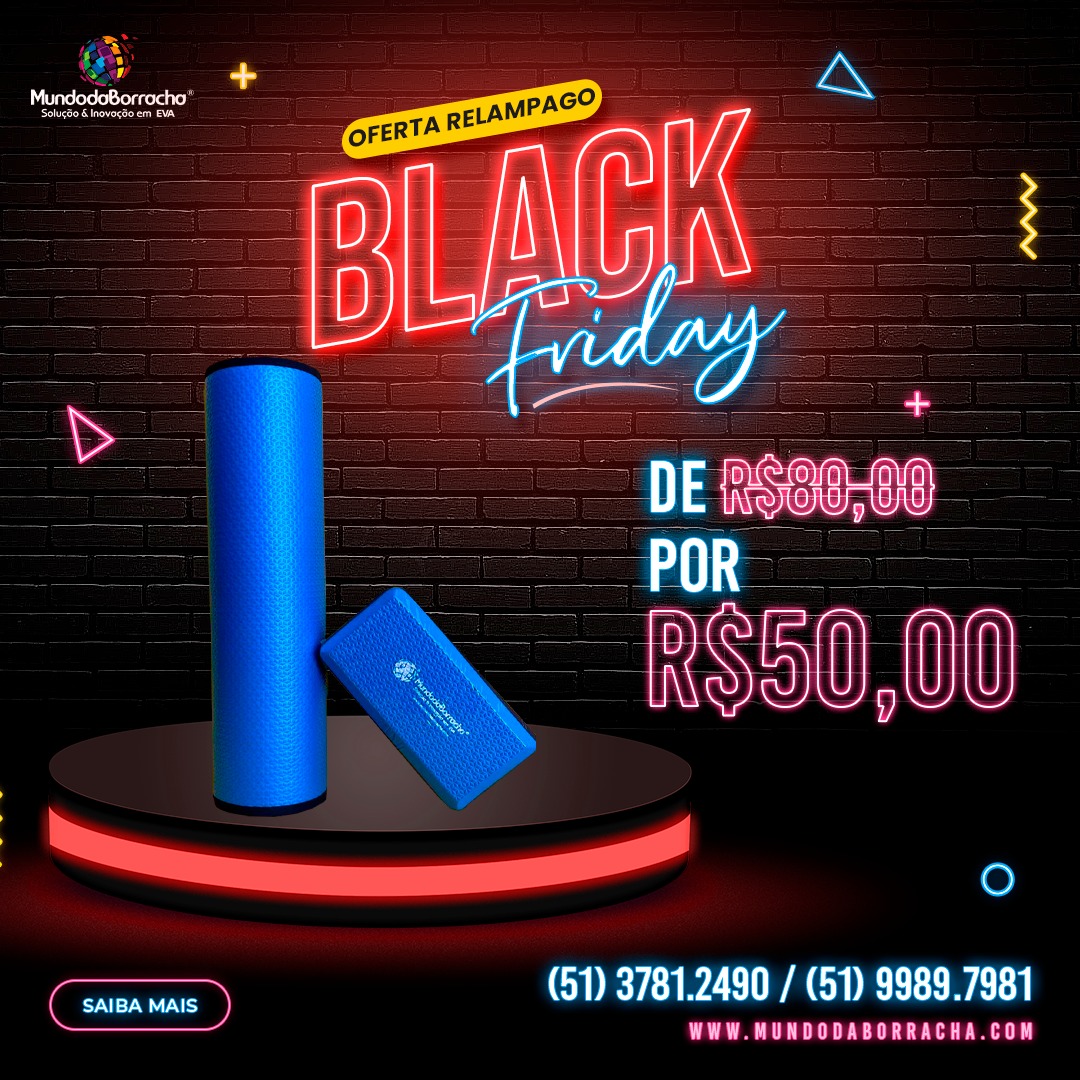 MundodaBorracha®
Solução & Inovação em EVA
OFERTA RELAMPAGO
BLACK
Friday
DE R$80,00
POR
R$50,00
MundodaBorracha®
SAIBA MAIS
(51) 3781.2490 / (51) 9989.7981
WWW.MUNDODABORRACHA.COM